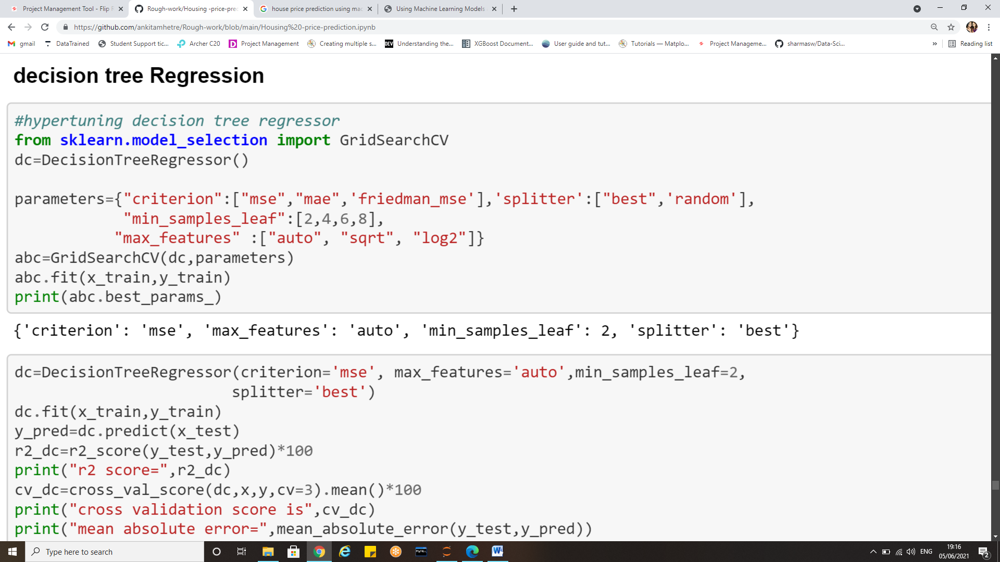 Project Management Tool - Flip R
Rough-work/Housing -price-pred
house price prediction using mac
Using Machine Learning Models
https://github.com/ankitamhetre/Rough-work/blob/main/Housing%20-price-prediction.ipynb
gmail DataTrained Student Support tic... Archer C20 Project Management Creating multiple s... DEV Understanding the... XGBoost Document... User guide and tut... Tutorials — Matplo... Project Manageme... sharmasw/Data-Sci... » Reading list
decision tree Regression
#hypertuning decision tree regressor
from sklearn.model_selection import GridSearchCV
dc=DecisionTreeRegressor()
parameters={"criterion":["mse","mae",'friedman_mse'],'splitter':["best",'random'],
"min_samples_leaf":[2,4,6,8],
"max_features" :["auto", "sqrt", "log2"]}
abc=GridSearchCV(dc,parameters)
abc.fit(x_train,y_train)
print(abc.best_params_)
{'criterion': 'mse', 'max_features': 'auto', 'min_samples_leaf': 2, 'splitter': 'best'}
dc=DecisionTreeRegressor(criterion='mse', max_features='auto',min_samples_leaf=2,
splitter='best')
dc.fit(x_train,y_train)
y_pred=dc.predict(x_test)
r2_dc=r2_score(y_test,y_pred)*100
print("r2 score=",r2_dc)
cv_dc=cross_val_score(dc,x,y,cv=3).mean()*100
print("cross validation score is",cv_dc)
print("mean absolute error=",mean_absolute_error(y_test,y_pred))
Type here to search
MySQL
ENG
19:16
05/06/2021
2